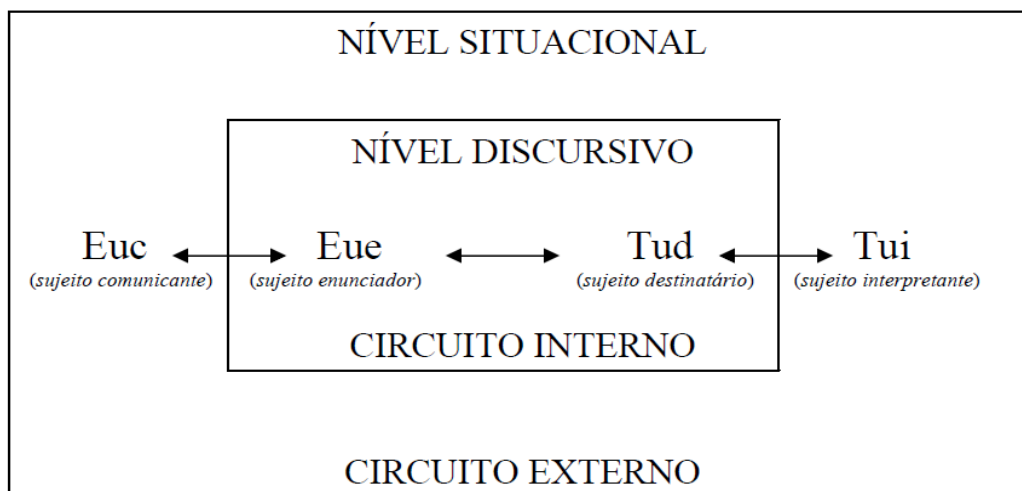 NÍVEL SITUACIONAL
NÍVEL DISCURSIVO
Euc Eue Tud Tui
(sujeito comunicante) (sujeito enunciador) (sujeito destinatário) (sujeito interpretante)
CIRCUITO INTERNO
CIRCUITO EXTERNO